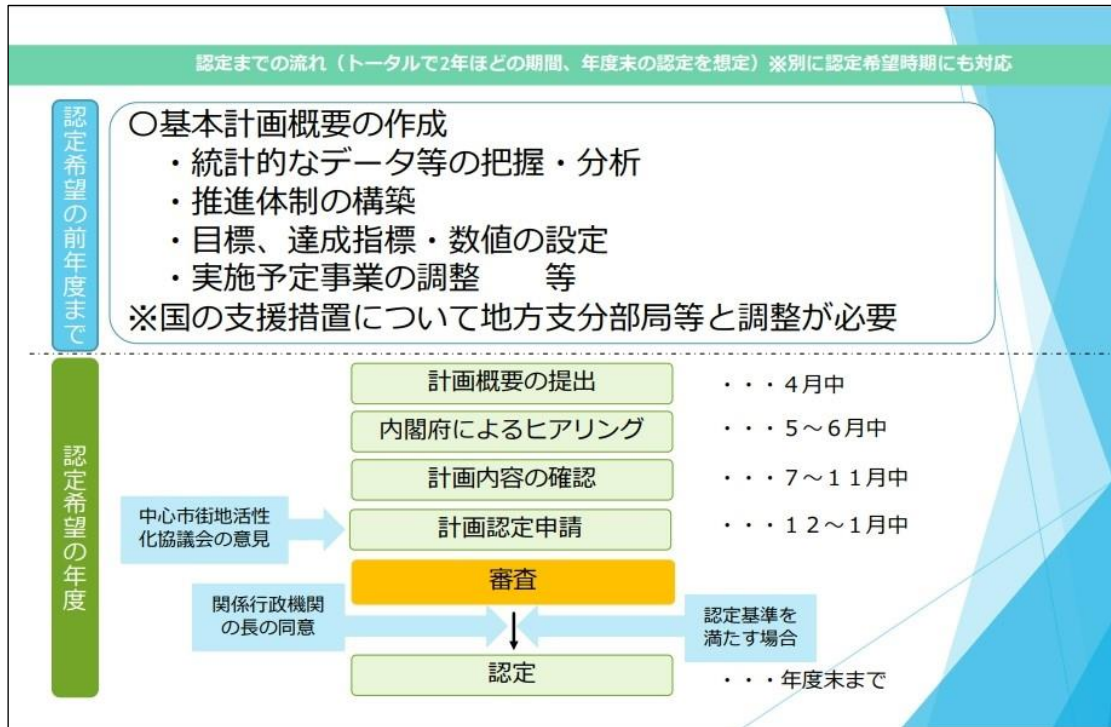 認定までの流れ（トータルで2年ほどの期間、年度末の認定を想定）※別に認定希望時期にも対応
認定希望の前年度まで
〇基本計画概要の作成
・統計的なデータ等の把握・分析
・推進体制の構築
・目標、達成指標・数値の設定
・実施予定事業の調整　　等
※国の支援措置について地方支分部局等と調整が必要
認定希望の年度
計画概要の提出
・・・４月中
内閣府によるヒアリング
・・・５～６月中
計画内容の確認
・・・７～１１月中
中心市街地活性
化協議会の意見
計画認定申請
・・・１２～１月中
審査
関係行政機関
の長の同意
認定基準を
満たす場合
認定
・・・年度末まで